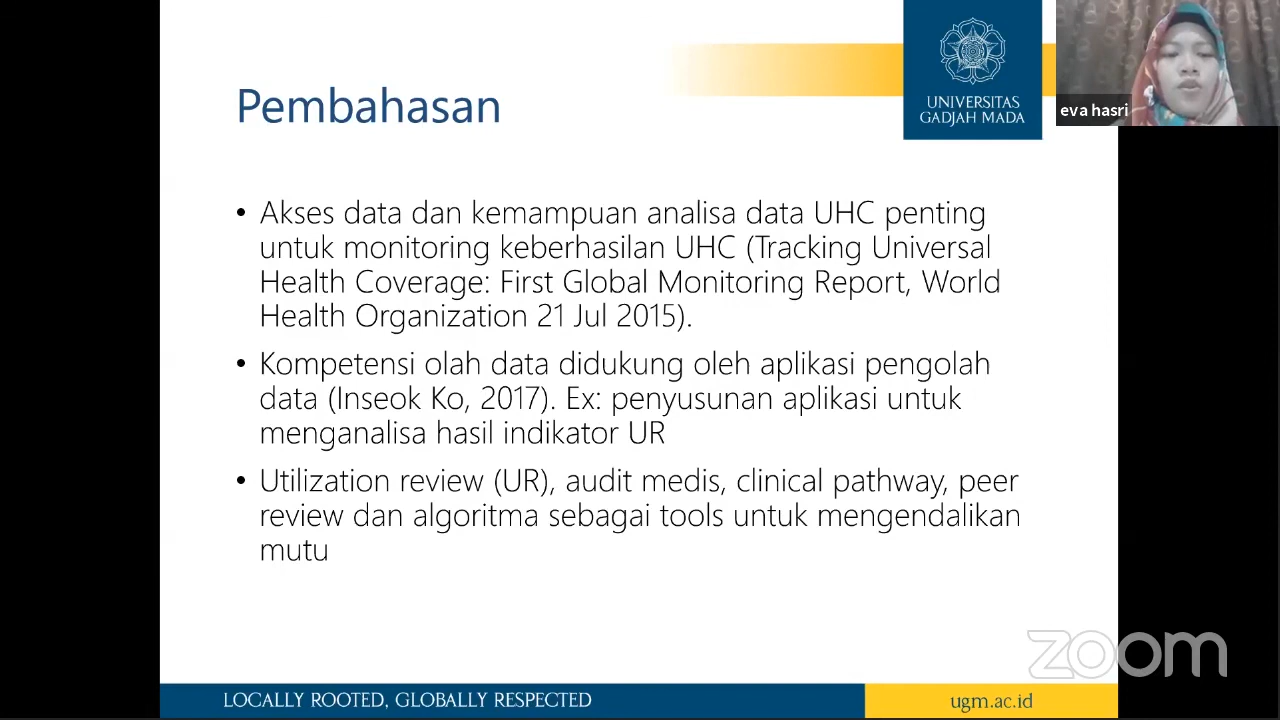 Pembahasan
UNIVERSITAS
GADJAH MADA
eva hasri
• Akses data dan kemampuan analisa data UHC penting
untuk monitoring keberhasilan UHC (Tracking Universal
Health Coverage: First Global Monitoring Report, World
Health Organization 21 Jul 2015).
• Kompetensi olah data didukung oleh aplikasi pengolah
data (Inseok Ko, 2017). Ex: penyusunan aplikasi untuk
menganalisa hasil indikator UR
• Utilization review (UR), audit medis, clinical pathway, peer
review dan algoritma sebagai tools untuk mengendalikan
mutu
zoom
LOCALLY ROOTED, GLOBALLY RESPECTED
ugm.ac.id